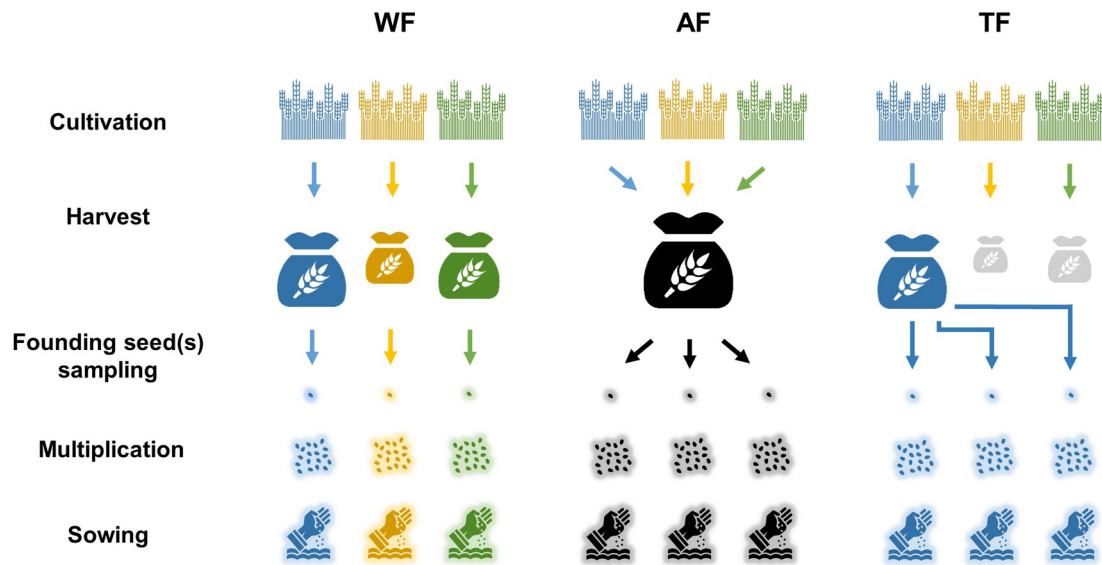 WF AF TF
Cultivation
Harvest
Founding seed(s)
sampling
Multiplication
Sowing